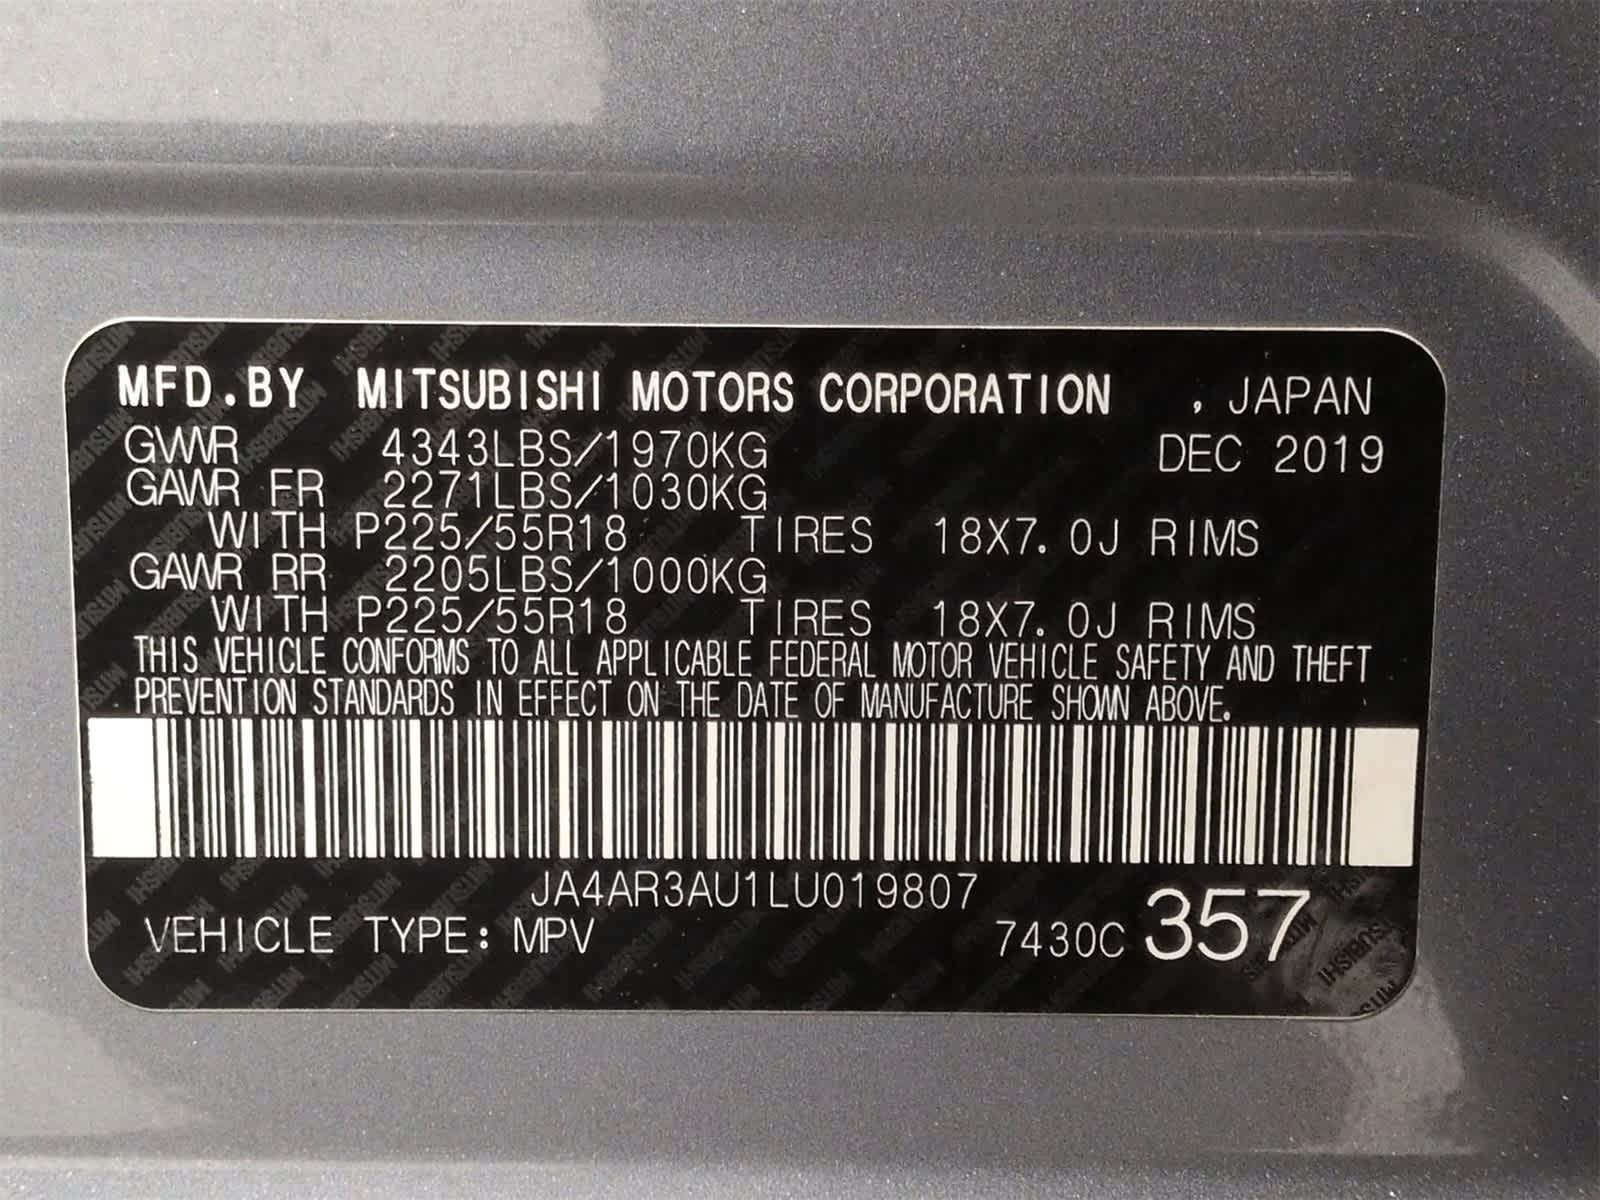 MFD.BY MITSUBISHI MOTORS CORPORATION , JAPAN
GVWR 4343LBS/1970KG DEC 2019
GAWR FR 2271LBS/1030KG
WITH P225/55R18 TIRES 18X7.0J RIMS
GAWR RR 2205LBS/1000KG
WITH P225/55R18 TIRES 18X7.0J RIMS
THIS VEHICLE CONFORMS TO ALL APPLICABLE FEDERAL MOTOR VEHICLE SAFETY AND THEFT
PREVENTION STANDARDS IN EFFECT ON THE DATE OF MANUFACTURE SHOWN ABOVE.
JA4AR3AU1LU019807
VEHICLE TYPE: MPV 7430C 357
MITSUBISHI